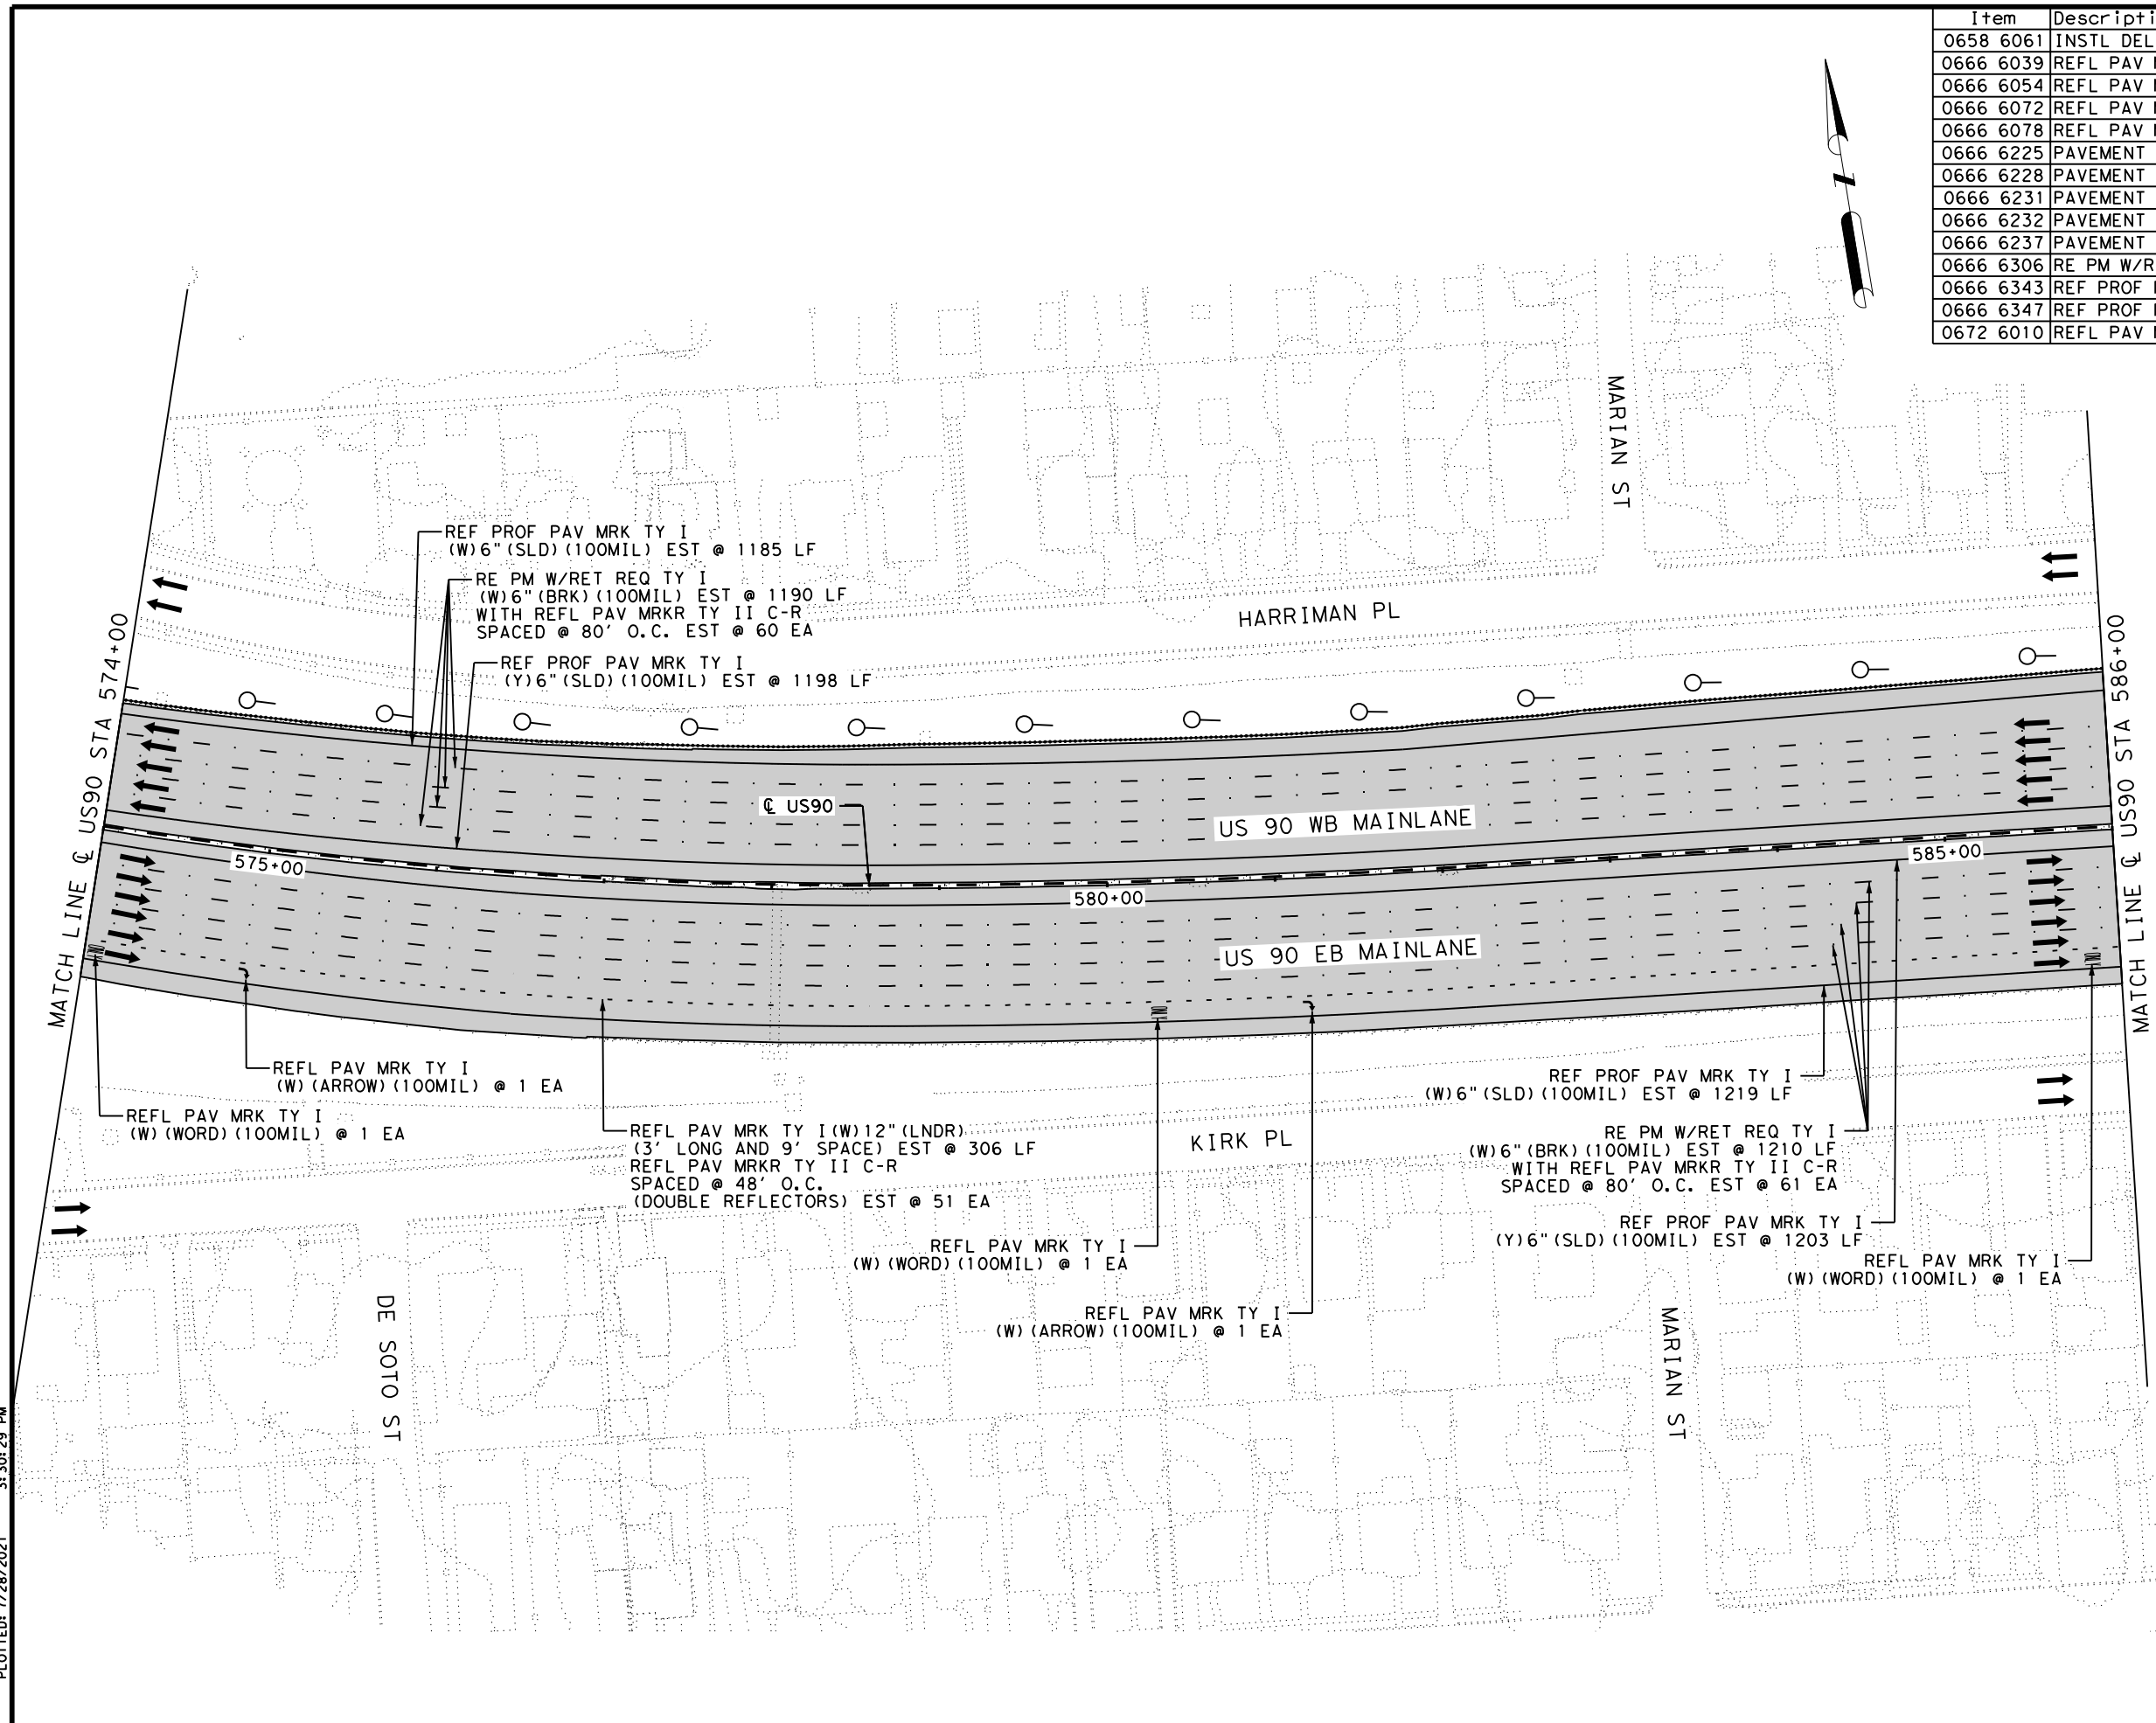 Item Descripti
0658 6061 INSTL DEL
0666 6039 REFL PAV
0666 6054 REFL PAV
0666 6072 REFL PAV
0666 6078 REFL PAV
0666 6225 PAVEMENT
0666 6228 PAVEMENT
0666 6231 PAVEMENT
0666 6232 PAVEMENT
0666 6237 PAVEMENT
0666 6306 RE PM W/R
0666 6343 REF PROF
0666 6347 REF PROF
0672 6010 REFL PAV
MARIAN ST
REF PROF PAV MRK TY I
(W)6"(SLD)(100MIL) EST @ 1185 LF
RE PM W/RET REQ TY I
(W)6"(BRK)(100MIL) EST @ 1190 LF
WITH REFL PAV MRKR TY II C-R
SPACED @ 80' O.C. EST @ 60 EA
REF PROF PAV MRK TY I
(Y)6"(SLD)(100MIL) EST @ 1198 LF
HARRIMAN PL
MATCH LINE ℄ US90 STA 574+00
MATCH LINE ℄ US90 STA 586+00
℄ US90
US 90 WB MAINLANE
575+00
580+00
585+00
US 90 EB MAINLANE
REFL PAV MRK TY I
(W)(ARROW)(100MIL) @ 1 EA
REFL PAV MRK TY I
(W)(WORD)(100MIL) @ 1 EA
REFL PAV MRK TY I(W)12"(LNDR)
(3' LONG AND 9' SPACE) EST @ 306 LF
REFL PAV MRKR TY II C-R
SPACED @ 48' O.C.
(DOUBLE REFLECTORS) EST @ 51 EA
KIRK PL
REF PROF PAV MRK TY I
(W)6"(SLD)(100MIL) EST @ 1219 LF
RE PM W/RET REQ TY I
(W)6"(BRK)(100MIL) EST @ 1210 LF
WITH REFL PAV MRKR TY II C-R
SPACED @ 80' O.C. EST @ 61 EA
REF PROF PAV MRK TY I
(Y)6"(SLD)(100MIL) EST @ 1203 LF
REFL PAV MRK TY I
(W)(WORD)(100MIL) @ 1 EA
REFL PAV MRK TY I
(W)(WORD)(100MIL) @ 1 EA
REFL PAV MRK TY I
(W)(ARROW)(100MIL) @ 1 EA
DE SOTO ST
MARIAN ST
PLOTTED: 7/28/2021 3:30:29 PM